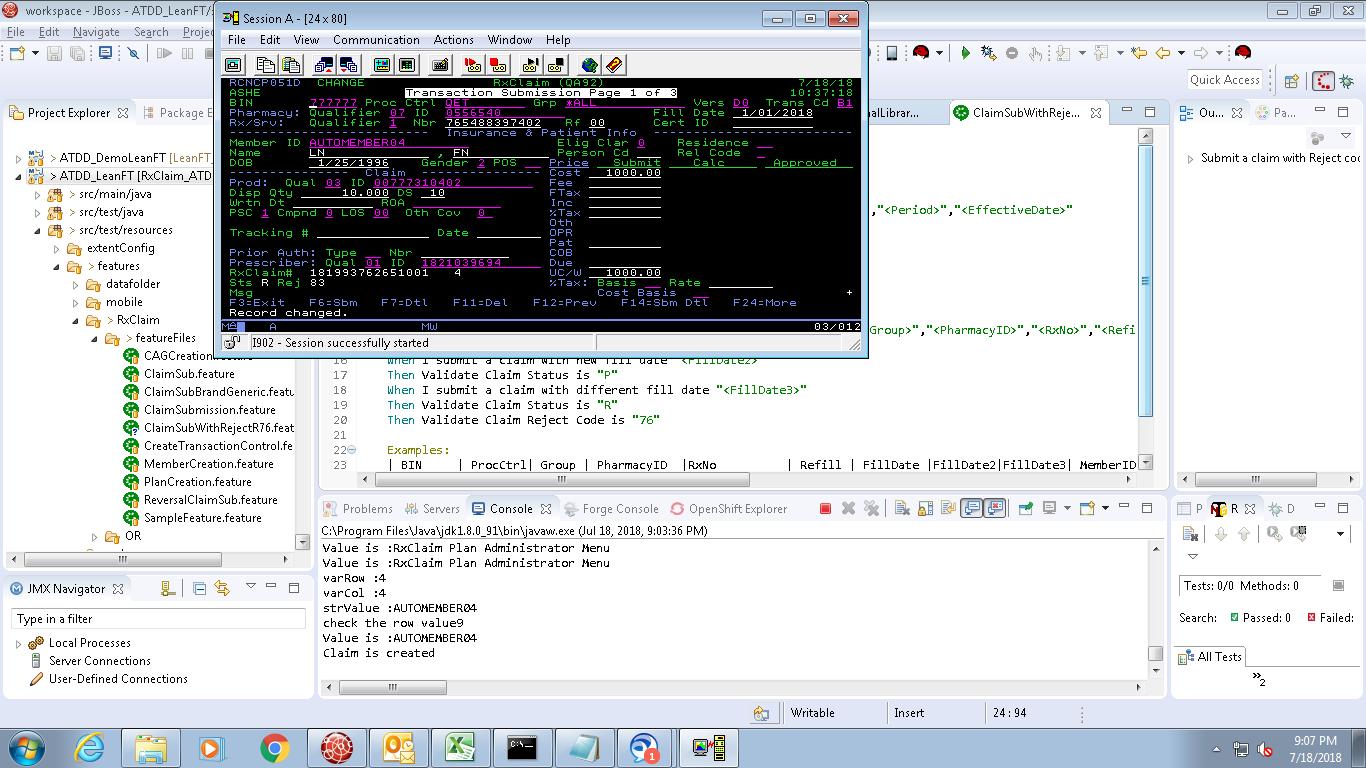 workspace - JBoss - ATDD_LeanFT/
File Edit Navigate Search
Quick Access
Project Explorer
Package
> ATDD_DemoLeanFT [LeanFT_
> ATDD_LeanFT [RxClaim_ATD
> src/main/java
> src/test/java
> src/test/resources
extentConfig
> features
datafolder
mobile
> RxClaim
> featureFiles
CAGCreation.feature
ClaimSub.feature
ClaimSubBrandGeneric.featu
ClaimSubmission.feature
ClaimSubWithRejectR76.feat
CreateTransactionControl.fe
MemberCreation.feature
PlanCreation.feature
ReversalClaimSub.feature
SampleFeature.feature
OR
JMX Navigator
Type in a filter
Local Processes
Server Connections
User-Defined Connections
Session A - [24 x 80]
File Edit View Communication Actions Window Help
RCNCP051D CHANGE RxClaim (QA92) 7/18/18
ASHE Transaction Submission Page 1 of 3 10:37:18
BIN 777777 Proc Ctrl QET Grp *ALL Vers D0 Trans Cd B1
Pharmacy: Qualifier 07 ID 0556540 Fill Date 1/01/2018
Rx/Srv: Qualifier 1 Nbr 765488397402 Rf 00 Cert ID
Insurance & Patient Info
Member ID AUTOMEMBER04 Elig Clar 0 Residence
Name LN , FN Person Cd Rel Code
DOB 1/25/1996 Gender 2 POS Price Submit Calc Approved
Claim Cost 1000.00
Prod: Qual 03 ID 00777310402 Fee
Disp Qty 10.000 DS 10 FTax
Wrtn Dt ROA Inc
PSC 1 Cmpnd 0 LOS 00 Oth Cov 0 %Tax
Oth
Tracking # Date OPR
Pat
Prior Auth: Type Nbr COB
Prescriber: Qual 01 ID 1821039694 Due
RxClaim# 181993762651001 4 UC/W 1000.00
Sts R Rej 83 %Tax: Basis Rate
Msg Cost Basis +
F3=Exit F6=Sbm F7=Dtl F11=Del F12=Prev F14=Sbm Dtl F24=More
Record changed.
MA A MW 03/012
I902 - Session successfully started
nalLibrar...
ClaimSubWithReje...
,"<Period>","<EffectiveDate>"
Group>","<PharmacyID>","<RxNo>","<Refi
16 When I submit a claim with new fill date "<FillDate2>
17 Then Validate Claim Status is "P"
18 When I submit a claim with different fill date "<FillDate3>"
19 Then Validate Claim Status is "R"
20 Then Validate Claim Reject Code is "76"
21
22 Examples:
23 | BIN | ProcCtrl| Group | PharmacyID |RxNo | Refill | FillDate |FillDate2|FillDate3| MemberID
Ou...
Pa...
Submit a claim with Reject co
Problems Servers Console Forge Console OpenShift Explorer
C:\Program Files\Java\jdk1.8.0_91\bin\javaw.exe (Jul 18, 2018, 9:03:36 PM)
Value is :RxClaim Plan Administrator Menu
Value is :RxClaim Plan Administrator Menu
varRow :4
varCol :4
strValue :AUTOMEMBER04
check the row value9
Value is :AUTOMEMBER04
Claim is created
P R D
Tests: 0/0 Methods: 0
Search: Passed: 0 Failed:
All Tests
»2
Writable Insert 24 : 94
C:\
1
9:07 PM
7/18/2018